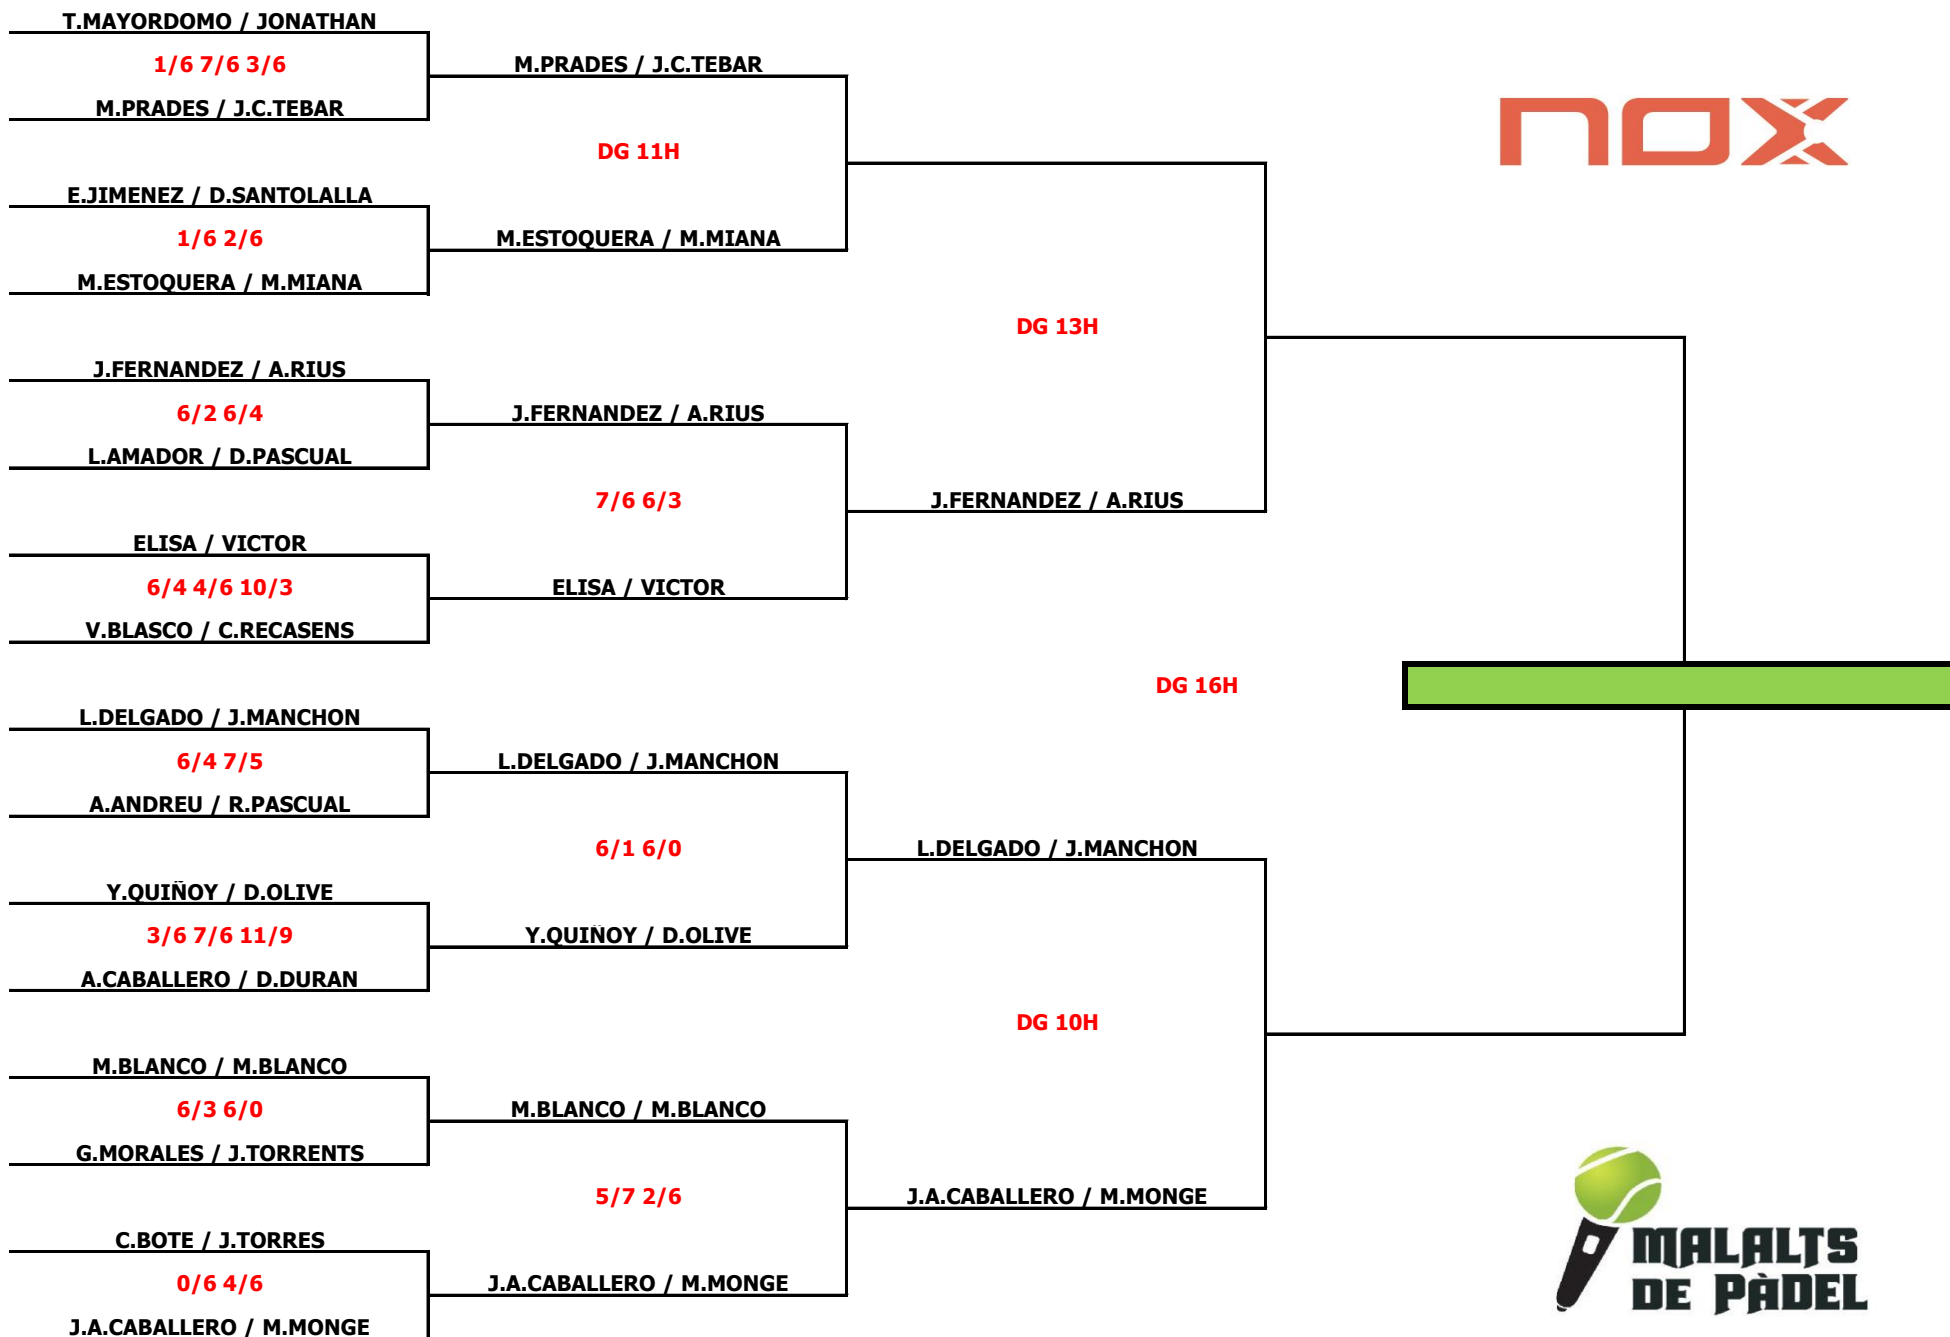 T.MAYORDOMO / JONATHAN
1/6 7/6 3/6
M.PRADES / J.C.TEBAR
M.PRADES / J.C.TEBAR
nox
DG 11H
E.JIMENEZ / D.SANTOLALLA
1/6 2/6
M.ESTOQUERA / M.MIANA
M.ESTOQUERA / M.MIANA
DG 13H
J.FERNANDEZ / A.RIUS
6/2 6/4
J.FERNANDEZ / A.RIUS
L.AMADOR / D.PASCUAL
7/6 6/3
J.FERNANDEZ / A.RIUS
ELISA / VICTOR
6/4 4/6 10/3
ELISA / VICTOR
V.BLASCO / C.RECASENS
DG 16H
L.DELGADO / J.MANCHON
6/4 7/5
L.DELGADO / J.MANCHON
A.ANDREU / R.PASCUAL
6/1 6/0
L.DELGADO / J.MANCHON
Y.QUIÑOY / D.OLIVE
3/6 7/6 11/9
Y.QUIÑOY / D.OLIVE
A.CABALLERO / D.DURAN
DG 10H
M.BLANCO / M.BLANCO
6/3 6/0
M.BLANCO / M.BLANCO
G.MORALES / J.TORRENTS
5/7 2/6
J.A.CABALLERO / M.MONGE
C.BOTE / J.TORRES
0/6 4/6
J.A.CABALLERO / M.MONGE
J.A.CABALLERO / M.MONGE
MALALTS
DE PÀDEL